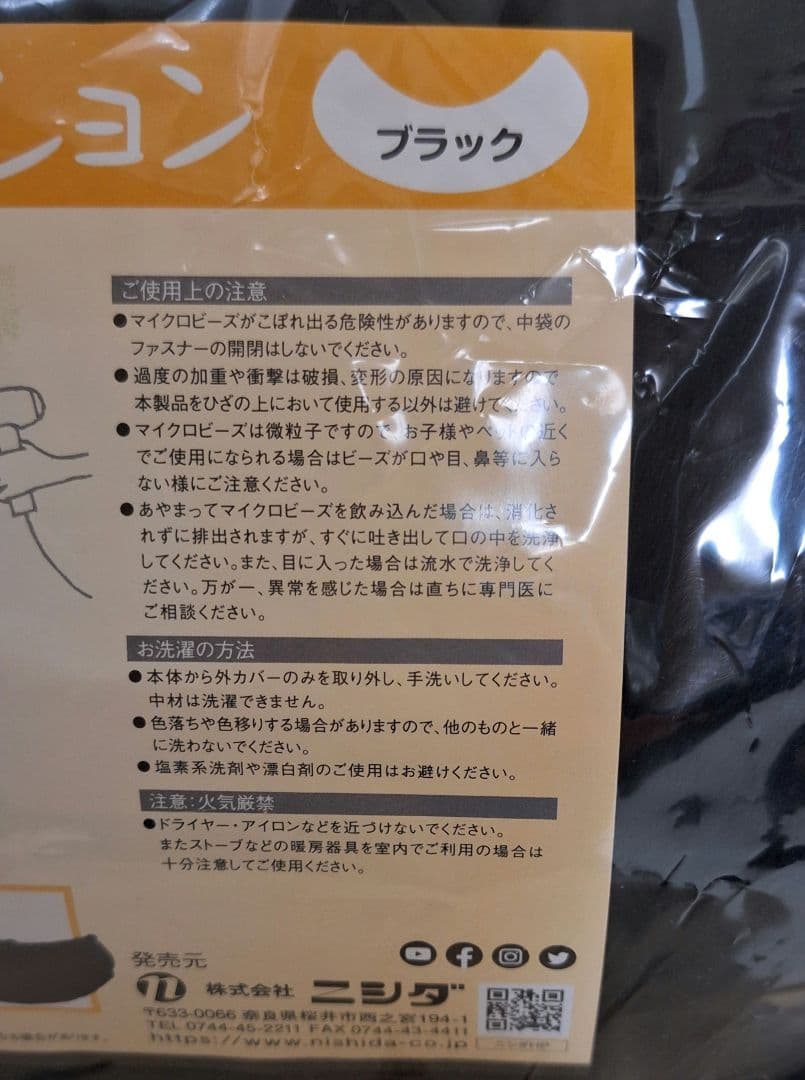 ション
ブラック
ご使用上の注意
●マイクロビーズがこぼれ出る危険性がありますので、中袋の
ファスナーの開閉はしないでください。
●過度の加重や衝撃は破損、変形の原因になりますので
本製品をひざの上において使用する以外は避けてください。
●マイクロビーズは微粒子ですので、お子様やペットの近く
でご使用になられる場合はビーズが口や目、鼻等に入ら
ない様にご注意ください。
●あやまってマイクロビーズを飲み込んだ場合は、消化さ
れずに排出されますが、すぐに吐き出して口の中を洗浄
してください。また、目に入った場合は流水で洗浄してく
ださい。万が一、異常を感じた場合は直ちに専門医に
ご相談ください。
お洗濯の方法
●本体から外カバーのみを取り外し、手洗いしてください。
中材は洗濯できません。
●色落ちや色移りする場合がありますので、他のものと一緒
に洗わないでください。
●塩素系洗剤や漂白剤のご使用はお避けください。
注意:火気厳禁
●ドライヤー・アイロンなどを近づけないでください。
またストーブなどの暖房器具を室内でご利用の場合は
十分注意してご使用ください。
発売元
株式会社 ニシダ
〒633-0066 奈良県桜井市西之宮194-1
TEL 0744-45-2211 FAX 0744-43-4411
https://www.nishida-co.jp